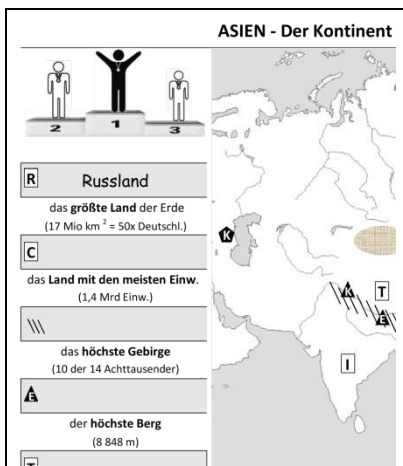 ASIEN - Der Kontinent
2 1 3
R Russland
das größte Land der Erde
(17 Mio km ² = 50x Deutschl.)
C
das Land mit den meisten Einw.
(1,4 Mrd Einw.)
das höchste Gebirge
(10 der 14 Achttausender)
E
der höchste Berg
(8 848 m)
T
K
K
T
E
I